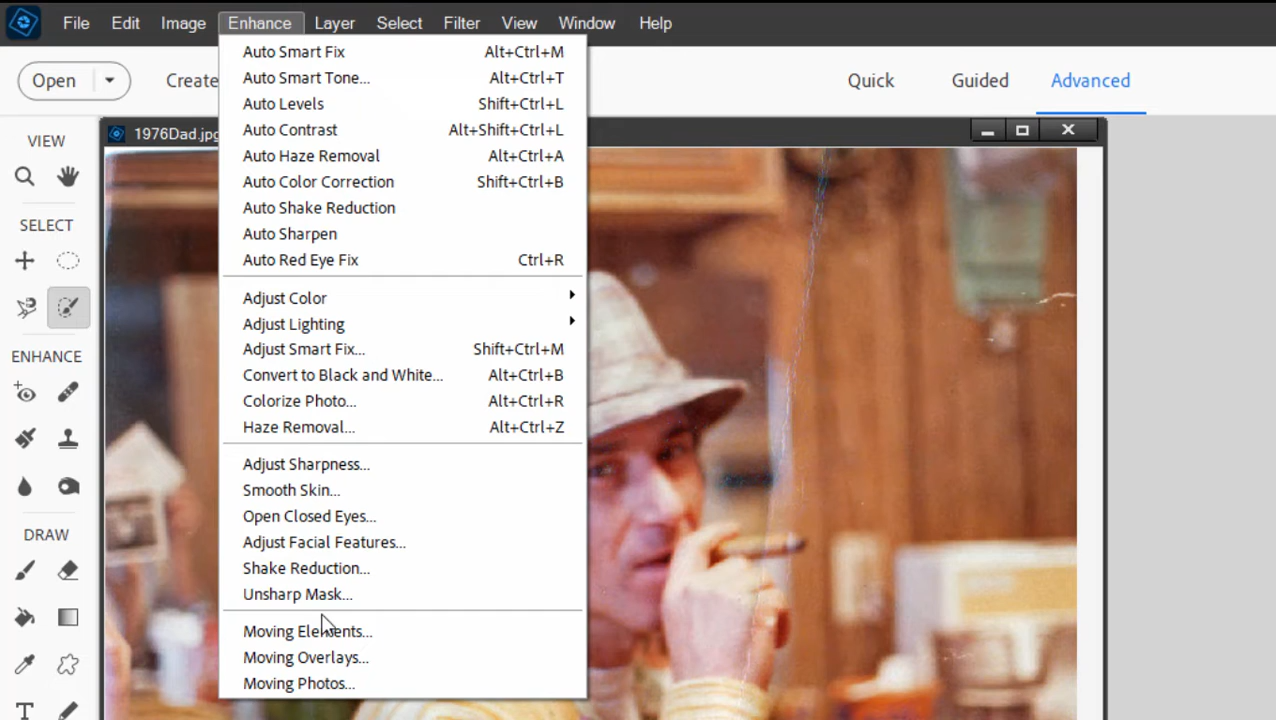 File Edit Image Enhance Layer Select Filter View Window Help
Open Create Quick Guided Advanced
VIEW
SELECT
ENHANCE
DRAW
1976Dad.jpg
Auto Smart Fix Alt+Ctrl+M
Auto Smart Tone... Alt+Ctrl+T
Auto Levels Shift+Ctrl+L
Auto Contrast Alt+Shift+Ctrl+L
Auto Haze Removal Alt+Ctrl+A
Auto Color Correction Shift+Ctrl+B
Auto Shake Reduction
Auto Sharpen
Auto Red Eye Fix Ctrl+R
Adjust Color
Adjust Lighting
Adjust Smart Fix... Shift+Ctrl+M
Convert to Black and White... Alt+Ctrl+B
Colorize Photo... Alt+Ctrl+R
Haze Removal... Alt+Ctrl+Z
Adjust Sharpness...
Smooth Skin...
Open Closed Eyes...
Adjust Facial Features...
Shake Reduction...
Unsharp Mask...
Moving Elements...
Moving Overlays...
Moving Photos...